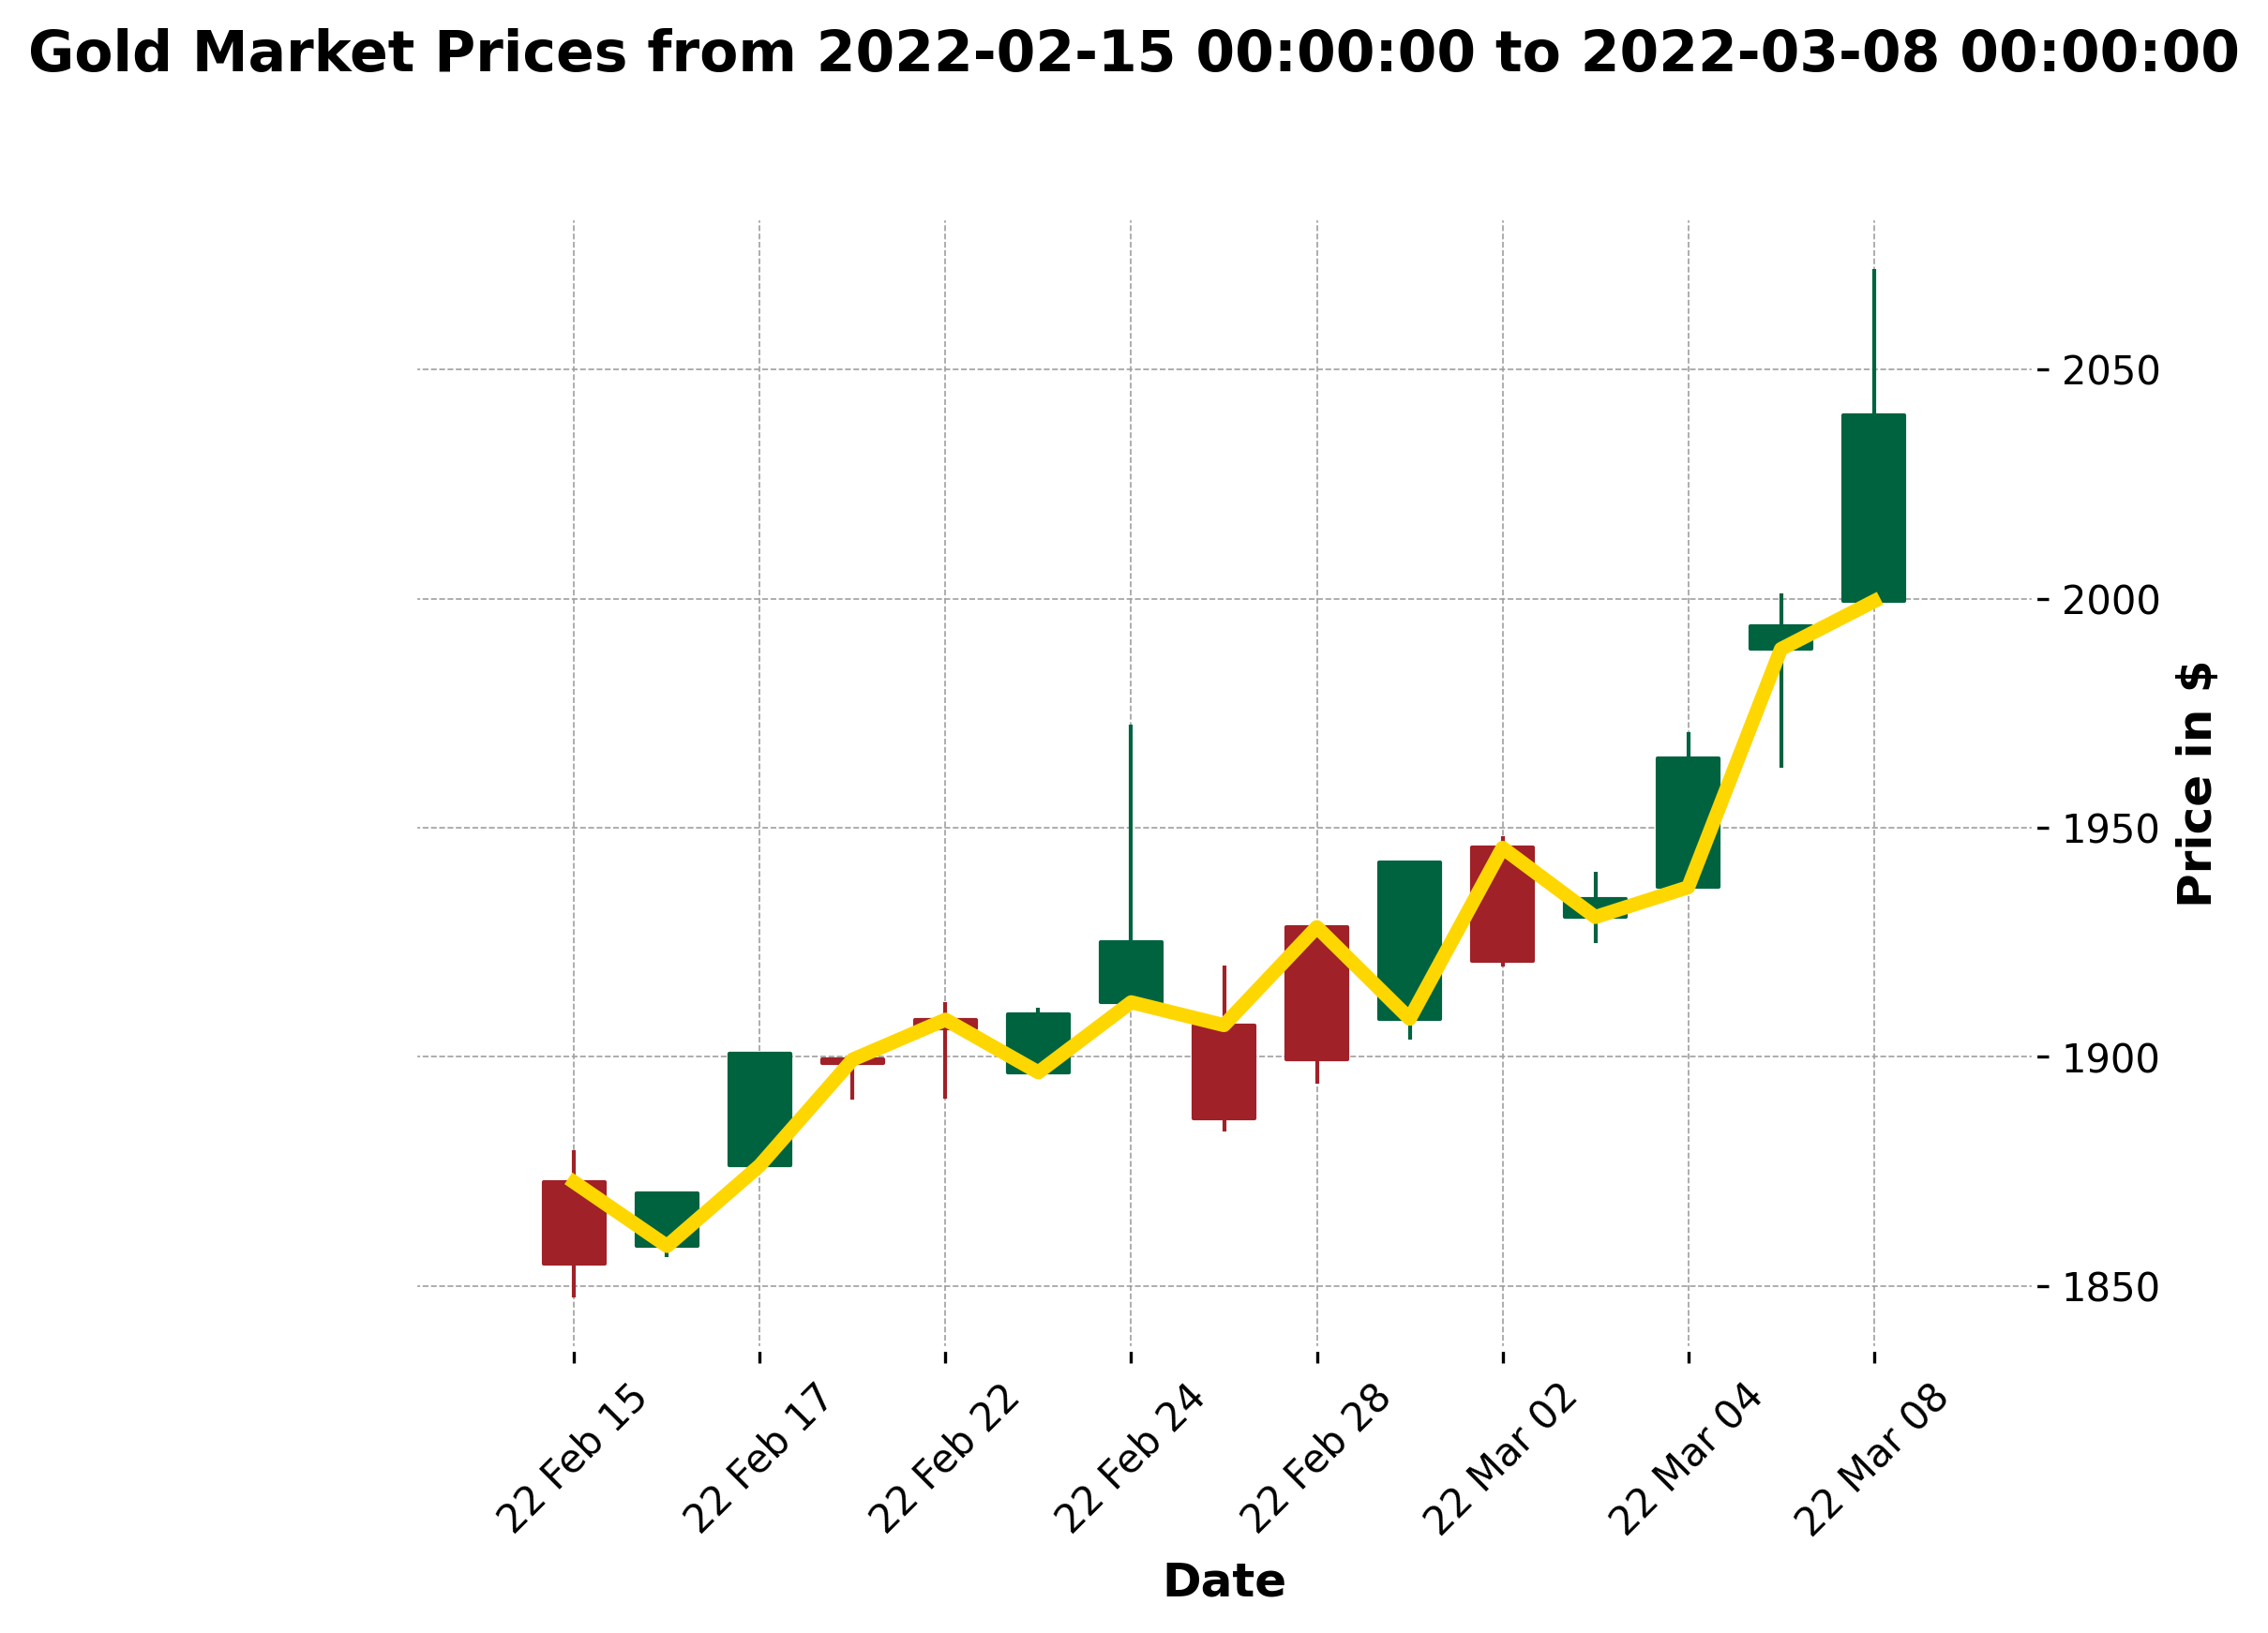 Gold Market Prices from 2022-02-15 00:00:00 to 2022-03-08 00:00:00
2050
2000
1950
1900
1850
Price in $
22 Feb 15
22 Feb 17
22 Feb 22
22 Feb 24
22 Feb 28
22 Mar 02
22 Mar 04
22 Mar 08
Date